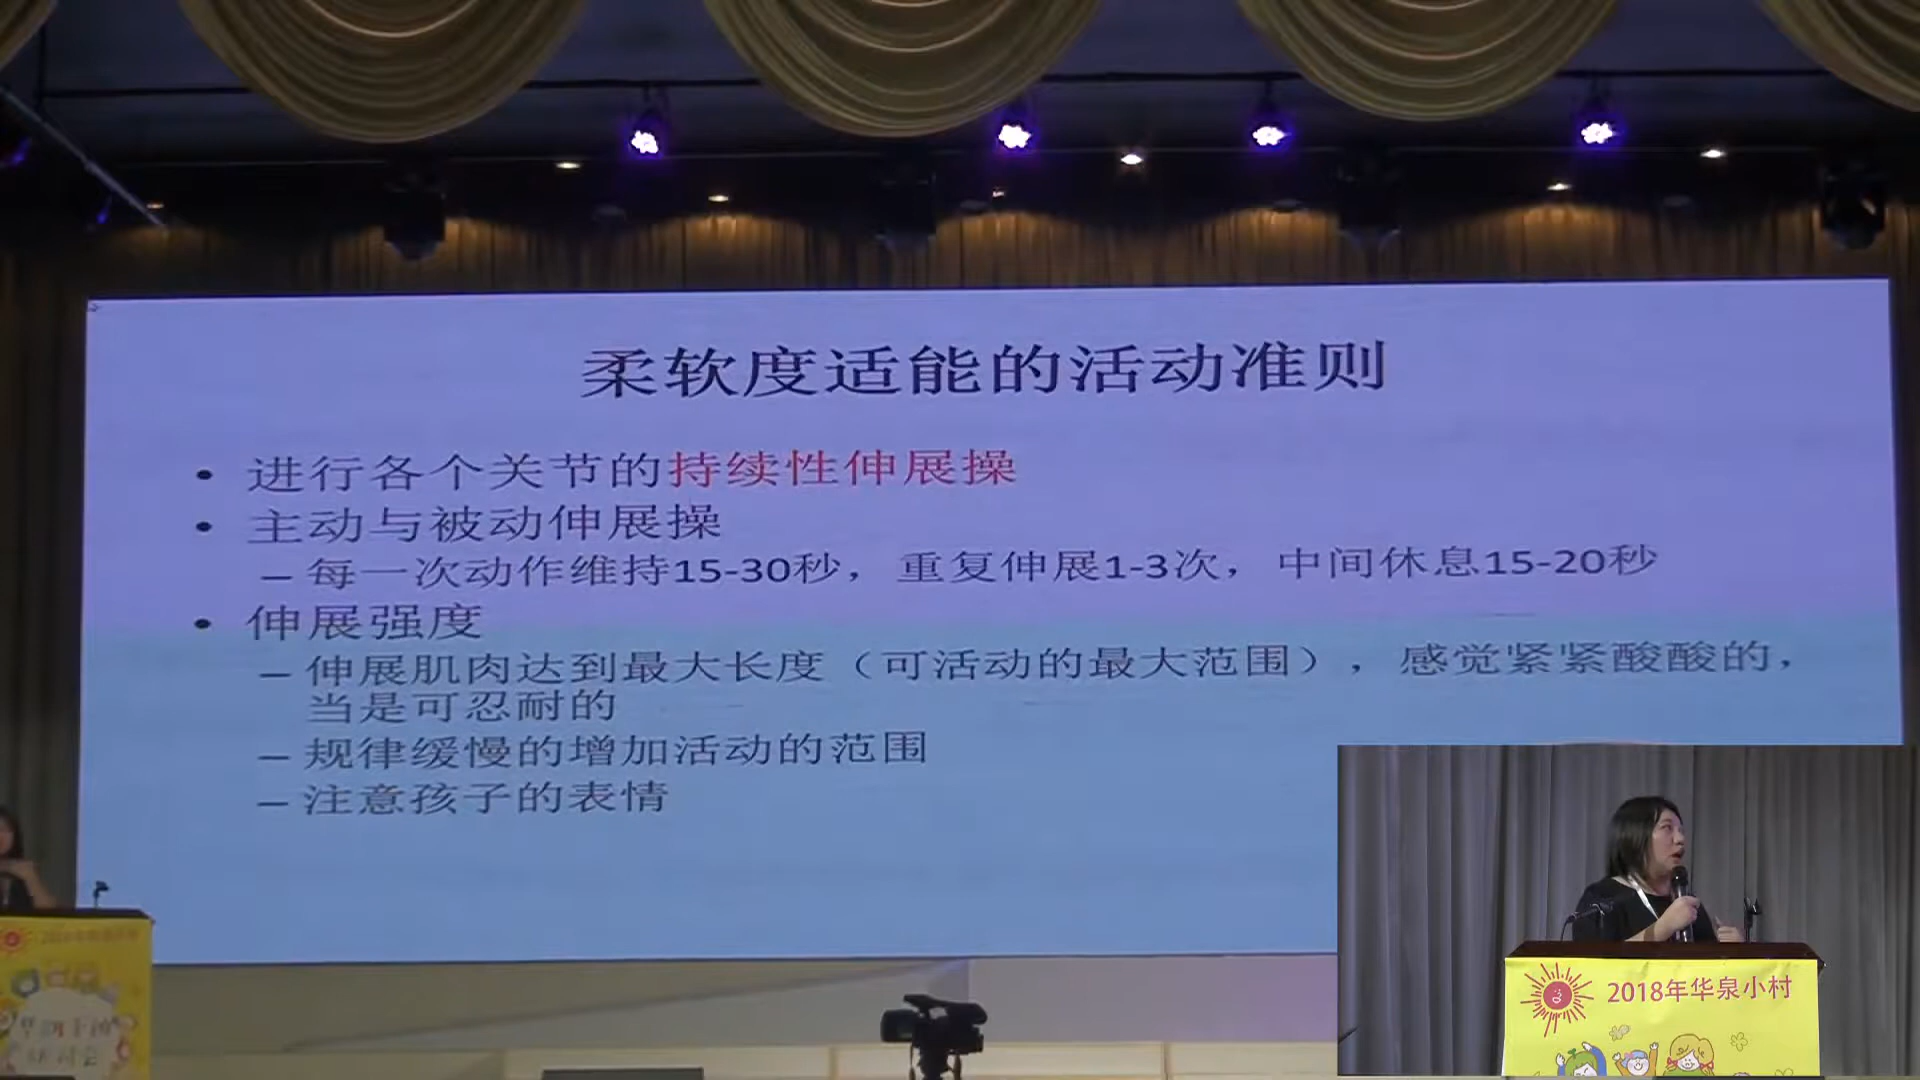 柔软度适能的活动准则
• 进行各个关节的持续性伸展操
• 主动与被动伸展操
– 每一次动作维持15-30秒，重复伸展1-3次，中间休息15-20秒
• 伸展强度
– 伸展肌肉达到最大长度（可活动的最大范围），感觉紧紧酸酸的，
当是可忍耐的
– 规律缓慢的增加活动的范围
– 注意孩子的表情
2018年华泉小村